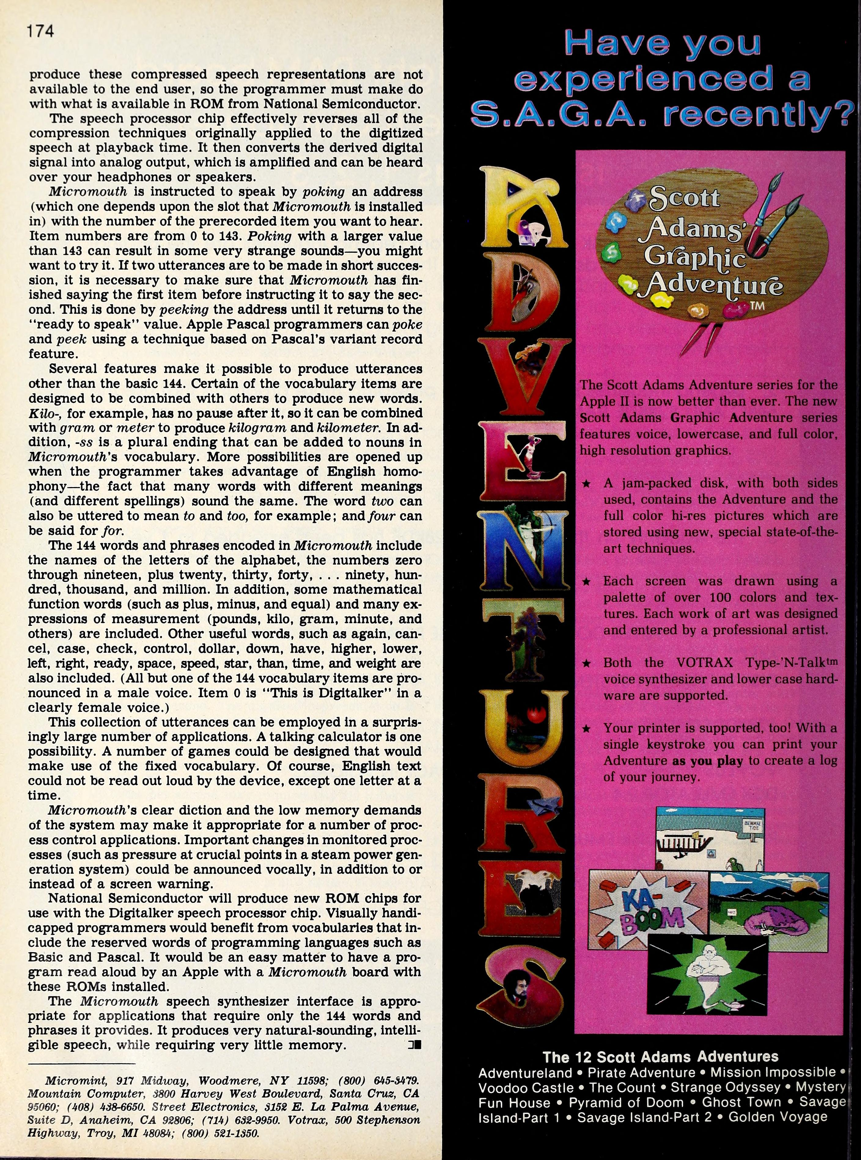 174
produce these compressed speech representations are not
available to the end user, so the programmer must make do
with what is available in ROM from National Semiconductor.
The speech processor chip effectively reverses all of the
compression techniques originally applied to the digitized
speech at playback time. It then converts the derived digital
signal into analog output, which is amplified and can be heard
over your headphones or speakers.
Micromouth is instructed to speak by poking an address
(which one depends upon the slot that Micromouth is installed
in) with the number of the prerecorded item you want to hear.
Item numbers are from 0 to 143. Poking with a larger value
than 143 can result in some very strange sounds—you might
want to try it. If two utterances are to be made in short succes-
sion, it is necessary to make sure that Micromouth has fin-
ished saying the first item before instructing it to say the sec-
ond. This is done by peeking the address until it returns to the
“ready to speak” value. Apple Pascal programmers can poke
and peek using a technique based on Pascal's variant record
feature.
Several features make it possible to produce utterances
other than the basic 144. Certain of the vocabulary items are
designed to be combined with others to produce new words.
Kilo-, for example, has no pause after it, so it can be combined
with gram or meter to produce kilogram and kilometer. In ad-
dition, -ss is a plural ending that can be added to nouns in
Micromouth's vocabulary. More possibilities are opened up
when the programmer takes advantage of English homo-
phony—the fact that many words with different meanings
(and different spellings) sound the same. The word two can
also be uttered to mean to and too, for example; and four can
be said for for.
The 144 words and phrases encoded in Micromouth include
the names of the letters of the alphabet, the numbers zero
through nineteen, plus twenty, thirty, forty, . . . ninety, hun-
dred, thousand, and million. In addition, some mathematical
function words (such as plus, minus, and equal) and many ex-
pressions of measurement (pounds, kilo, gram, minute, and
others) are included. Other useful words, such as again, can-
cel, case, check, control, dollar, down, have, higher, lower,
left, right, ready, space, speed, star, than, time, and weight are
also included. (All but one of the 144 vocabulary items are pro-
nounced in a male voice. Item 0 is “This is Digitalker” in a
clearly female voice.)
This collection of utterances can be employed in a surpris-
ingly large number of applications. A talking calculator is one
possibility. A number of games could be designed that would
make use of the fixed vocabulary. Of course, English text
could not be read out loud by the device, except one letter at a
time.
Micromouth's clear diction and the low memory demands
of the system may make it appropriate for a number of proc-
ess control applications. Important changes in monitored proc-
esses (such as pressure at crucial points in a steam power gen-
eration system) could be announced vocally, in addition to or
instead of a screen warning.
National Semiconductor will produce new ROM chips for
use with the Digitalker speech processor chip. Visually handi-
capped programmers would benefit from vocabularies that in-
clude the reserved words of programming languages such as
Basic and Pascal. It would be an easy matter to have a pro-
gram read aloud by an Apple with a Micromouth board with
these ROMs installed.
The Micromouth speech synthesizer interface is appro-
priate for applications that require only the 144 words and
phrases it provides. It produces very natural-sounding, intelli-
gible speech, while requiring very little memory.
Micromint, 917 Midway, Woodmere, NY 11598; (800) 645-3479.
Mountain Computer, 3800 Harvey West Boulevard, Santa Cruz, CA
95060; (408) 438-6650. Street Electronics, 3152 E. La Palma Avenue,
Suite D, Anaheim, CA 92806; (714) 632-9950. Votrax, 500 Stephenson
Highway, Troy, MI 48084; (800) 521-1350.
Have you
experienced a
S.A.G.A. recently?
ADVENTURES
Scott
Adams'
Graphic
Adventure
TM
The Scott Adams Adventure series for the
Apple II is now better than ever. The new
Scott Adams Graphic Adventure series
features voice, lowercase, and full color,
high resolution graphics.
★ A jam-packed disk, with both sides
used, contains the Adventure and the
full color hi-res pictures which are
stored using new, special state-of-the-
art techniques.
★ Each screen was drawn using a
palette of over 100 colors and tex-
tures. Each work of art was designed
and entered by a professional artist.
★ Both the VOTRAX Type-'N-Talk™
voice synthesizer and lower case hard-
ware are supported.
★ Your printer is supported, too! With a
single keystroke you can print your
Adventure as you play to create a log
of your journey.
KA-
BOOM
The 12 Scott Adams Adventures
Adventureland • Pirate Adventure • Mission Impossible •
Voodoo Castle • The Count • Strange Odyssey • Mystery
Fun House • Pyramid of Doom • Ghost Town • Savage
Island-Part 1 • Savage Island-Part 2 • Golden Voyage